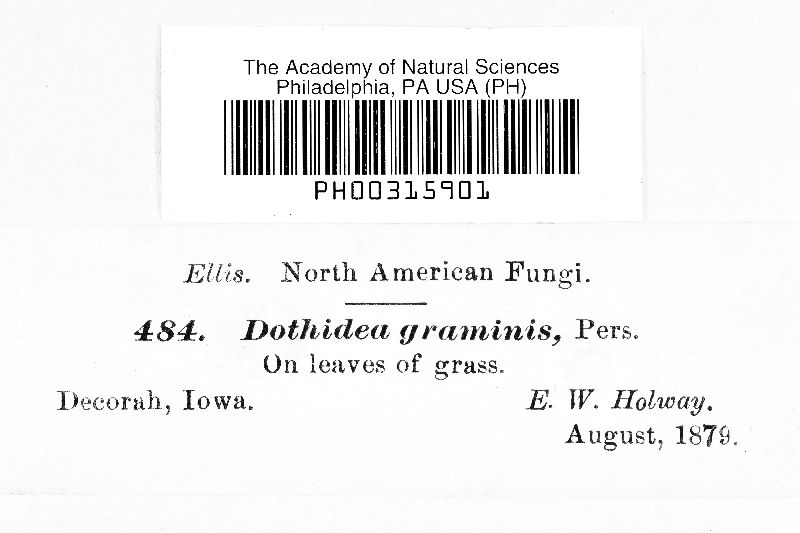 The Academy of Natural Sciences
Philadelphia, PA USA (PH)
PH00315901
Ellis. North American Fungi.
484. Dothidea graminis, Pers.
On leaves of grass.
Decorah, Iowa. E. W. Holway.
August, 1879.